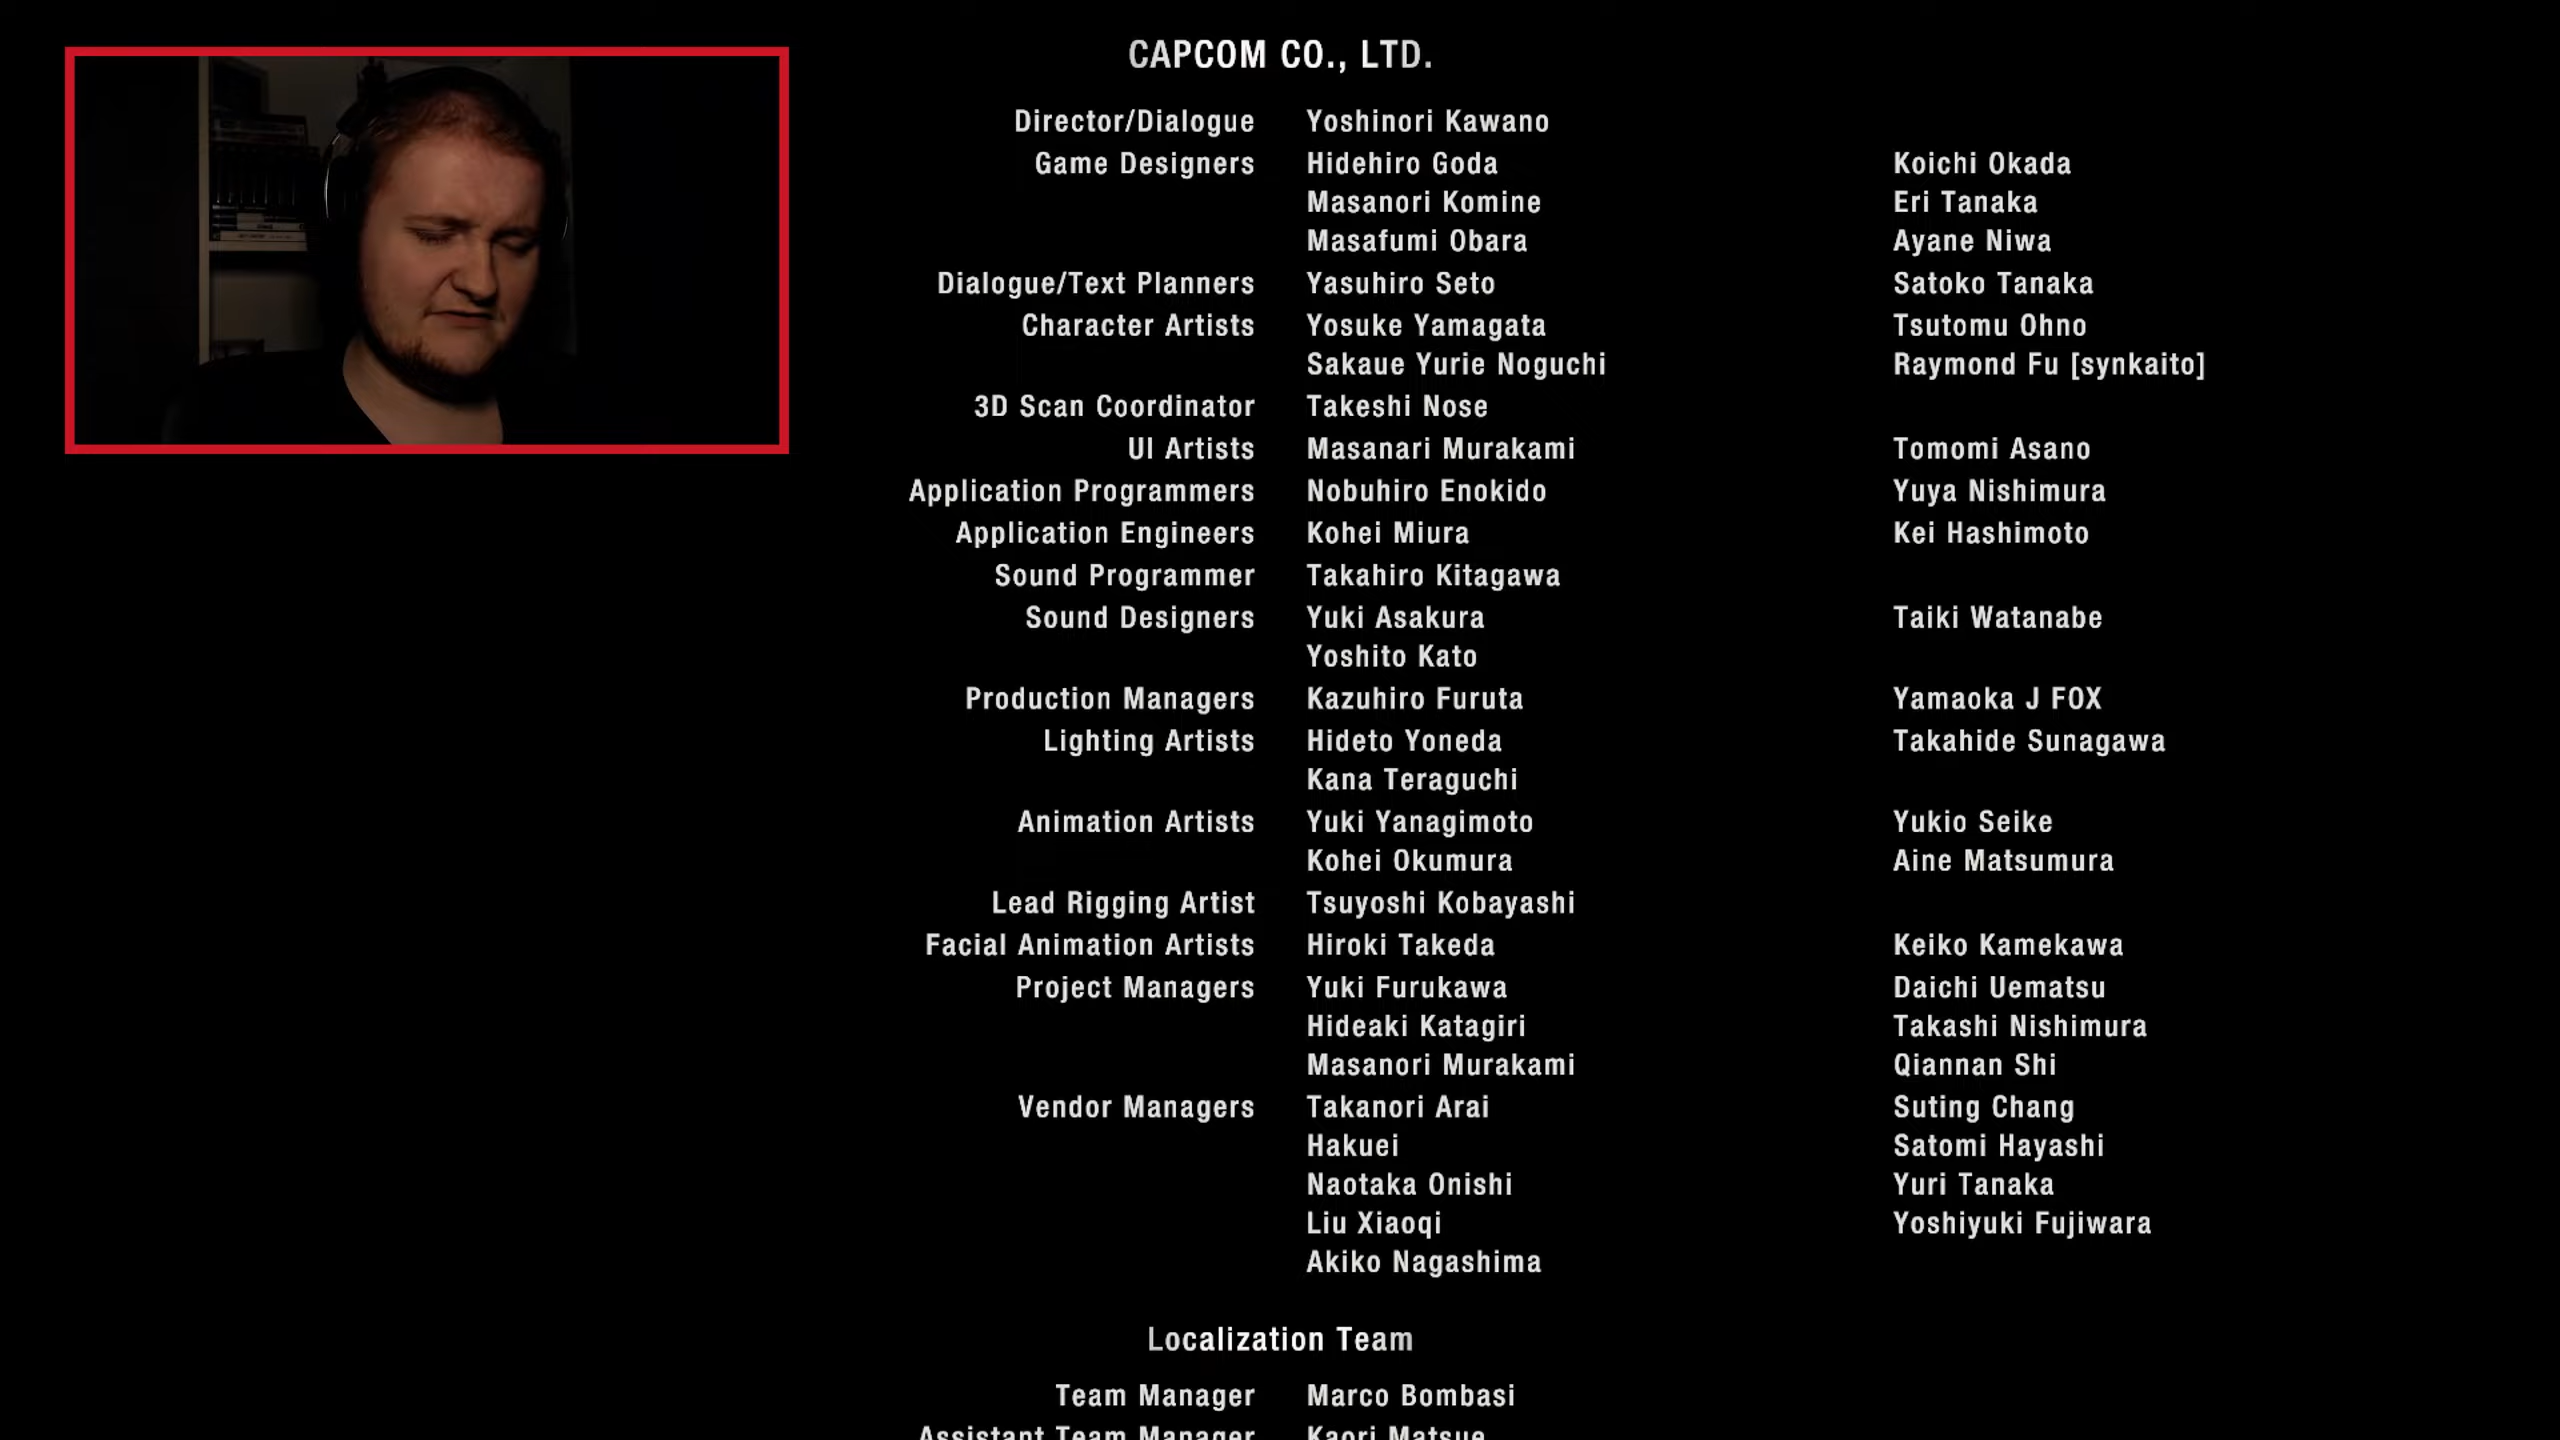 CAPCOM CO., LTD.
Director/Dialogue Yoshinori Kawano
Game Designers Hidehiro Goda Koichi Okada
Masanori Komine Eri Tanaka
Masafumi Obara Ayane Niwa
Dialogue/Text Planners Yasuhiro Seto Satoko Tanaka
Character Artists Yosuke Yamagata Tsutomu Ohno
Sakaue Yurie Noguchi Raymond Fu [synkaito]
3D Scan Coordinator Takeshi Nose
UI Artists Masanari Murakami Tomomi Asano
Application Programmers Nobuhiro Enokido Yuya Nishimura
Application Engineers Kohei Miura Kei Hashimoto
Sound Programmer Takahiro Kitagawa
Sound Designers Yuki Asakura Taiki Watanabe
Yoshito Kato
Production Managers Kazuhiro Furuta Yamaoka J FOX
Lighting Artists Hideto Yoneda Takahide Sunagawa
Kana Teraguchi
Animation Artists Yuki Yanagimoto Yukio Seike
Kohei Okumura Aine Matsumura
Lead Rigging Artist Tsuyoshi Kobayashi
Facial Animation Artists Hiroki Takeda Keiko Kamekawa
Project Managers Yuki Furukawa Daichi Uematsu
Hideaki Katagiri Takashi Nishimura
Masanori Murakami Qiannan Shi
Vendor Managers Takanori Arai Suting Chang
Hakuei Satomi Hayashi
Naotaka Onishi Yuri Tanaka
Liu Xiaoqi Yoshiyuki Fujiwara
Akiko Nagashima
Localization Team
Team Manager Marco Bombasi
Assistant Team Manager Kaori Matsue